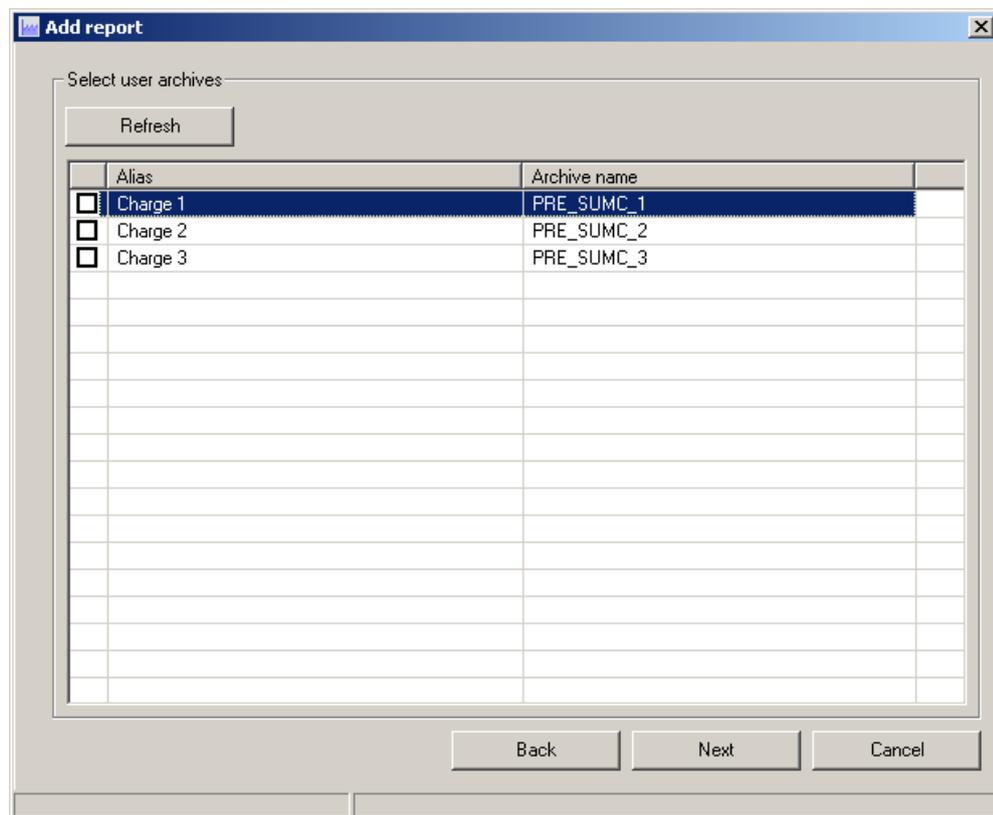 Add report
Select user archives
Refresh
Alias Archive name
Charge 1 PRE_SUMC_1
Charge 2 PRE_SUMC_2
Charge 3 PRE_SUMC_3
Back Next Cancel